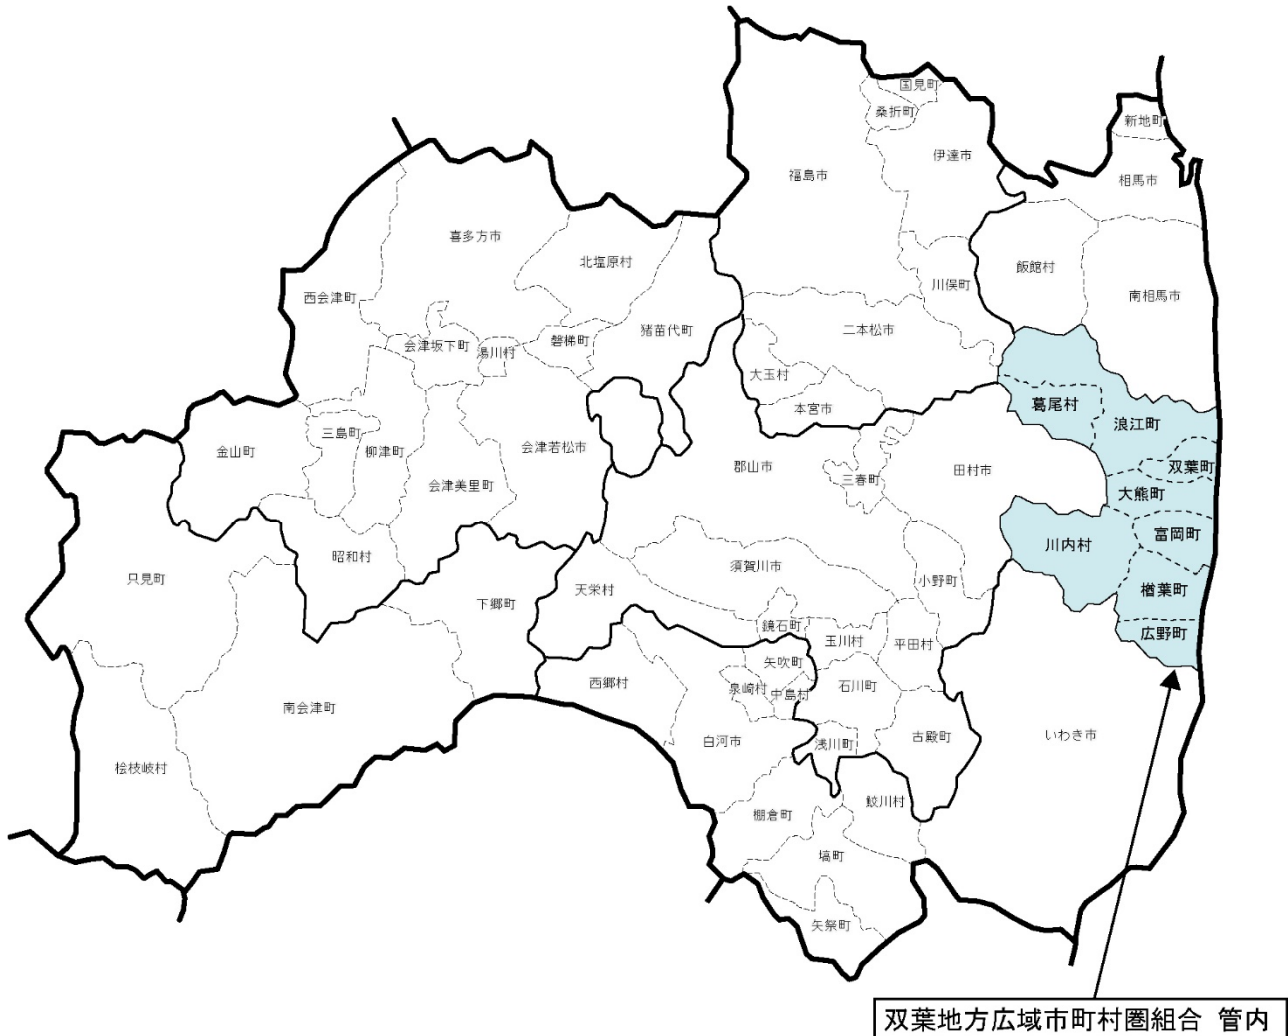 国見町
桑折町
新地町
伊達市
福島市
相馬市
喜多方市
北塩原村
飯館村
川俣町
南相馬市
西会津町
猪苗代町
二本松市
会津坂下町
湯川村
磐梯町
大玉村
本宮市
葛尾村
浪江町
三島町
柳津町
金山町
会津若松市
郡山市
三春町
田村市
双葉町
会津美里町
大熊町
富岡町
川内村
昭和村
只見町
須賀川市
小野町
天栄村
下郷町
楢葉町
鏡石町
玉川村
平田村
広野町
矢吹町
西郷村
泉崎村
中島村
石川町
南会津町
白河市
浅川町
古殿町
いわき市
桧枝岐村
鮫川村
棚倉町
塙町
矢祭町
双葉地方広域市町村圏組合 管内